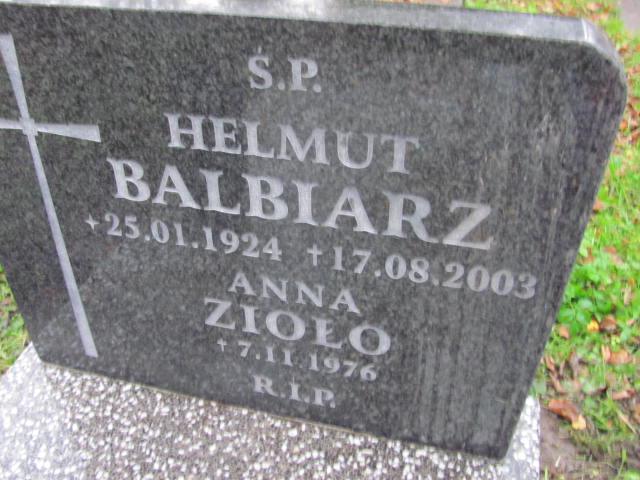 Ś.P.
HELMUT
BALBIARZ
+25.01.1924 +17.08.2003
ANNA
ZIOŁO
+7.11.1976
R.I.P.